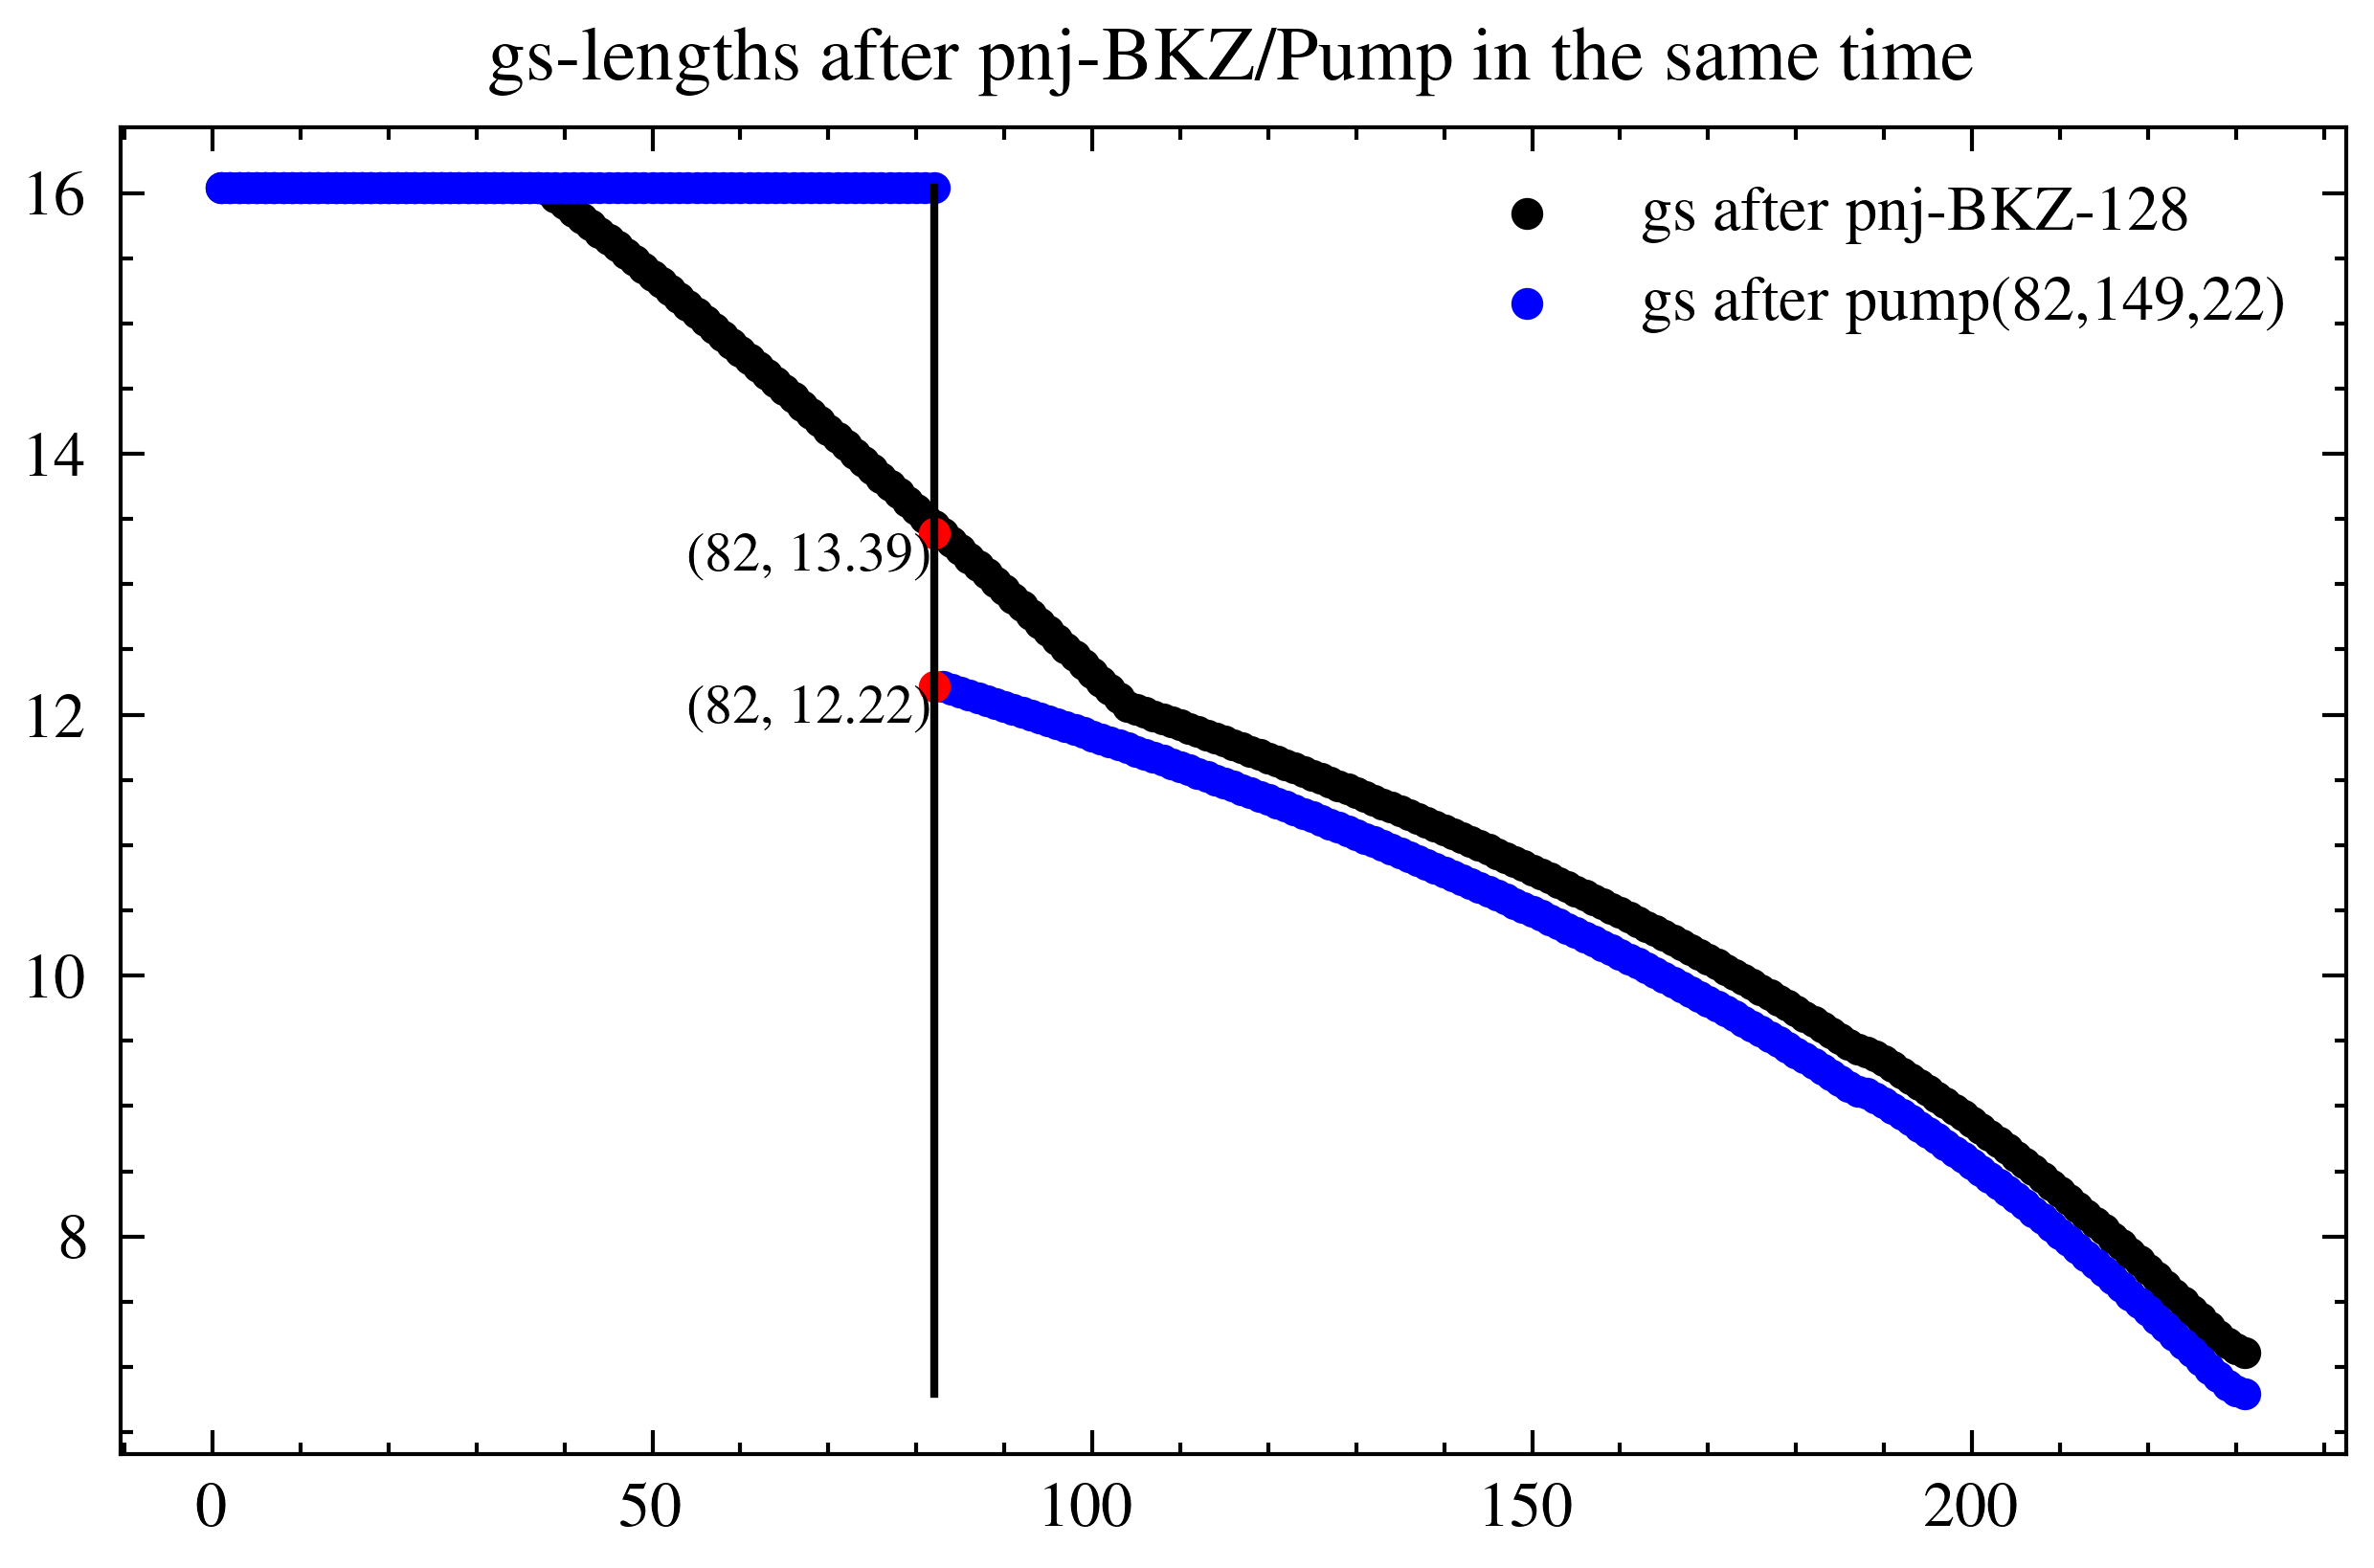 gs-lengths after pnj-BKZ/Pump in the same time
16
14
12
10
8
gs after pnj-BKZ-128
gs after pump(82,149,22)
(82, 13.39)
(82, 12.22)
0 50 100 150 200